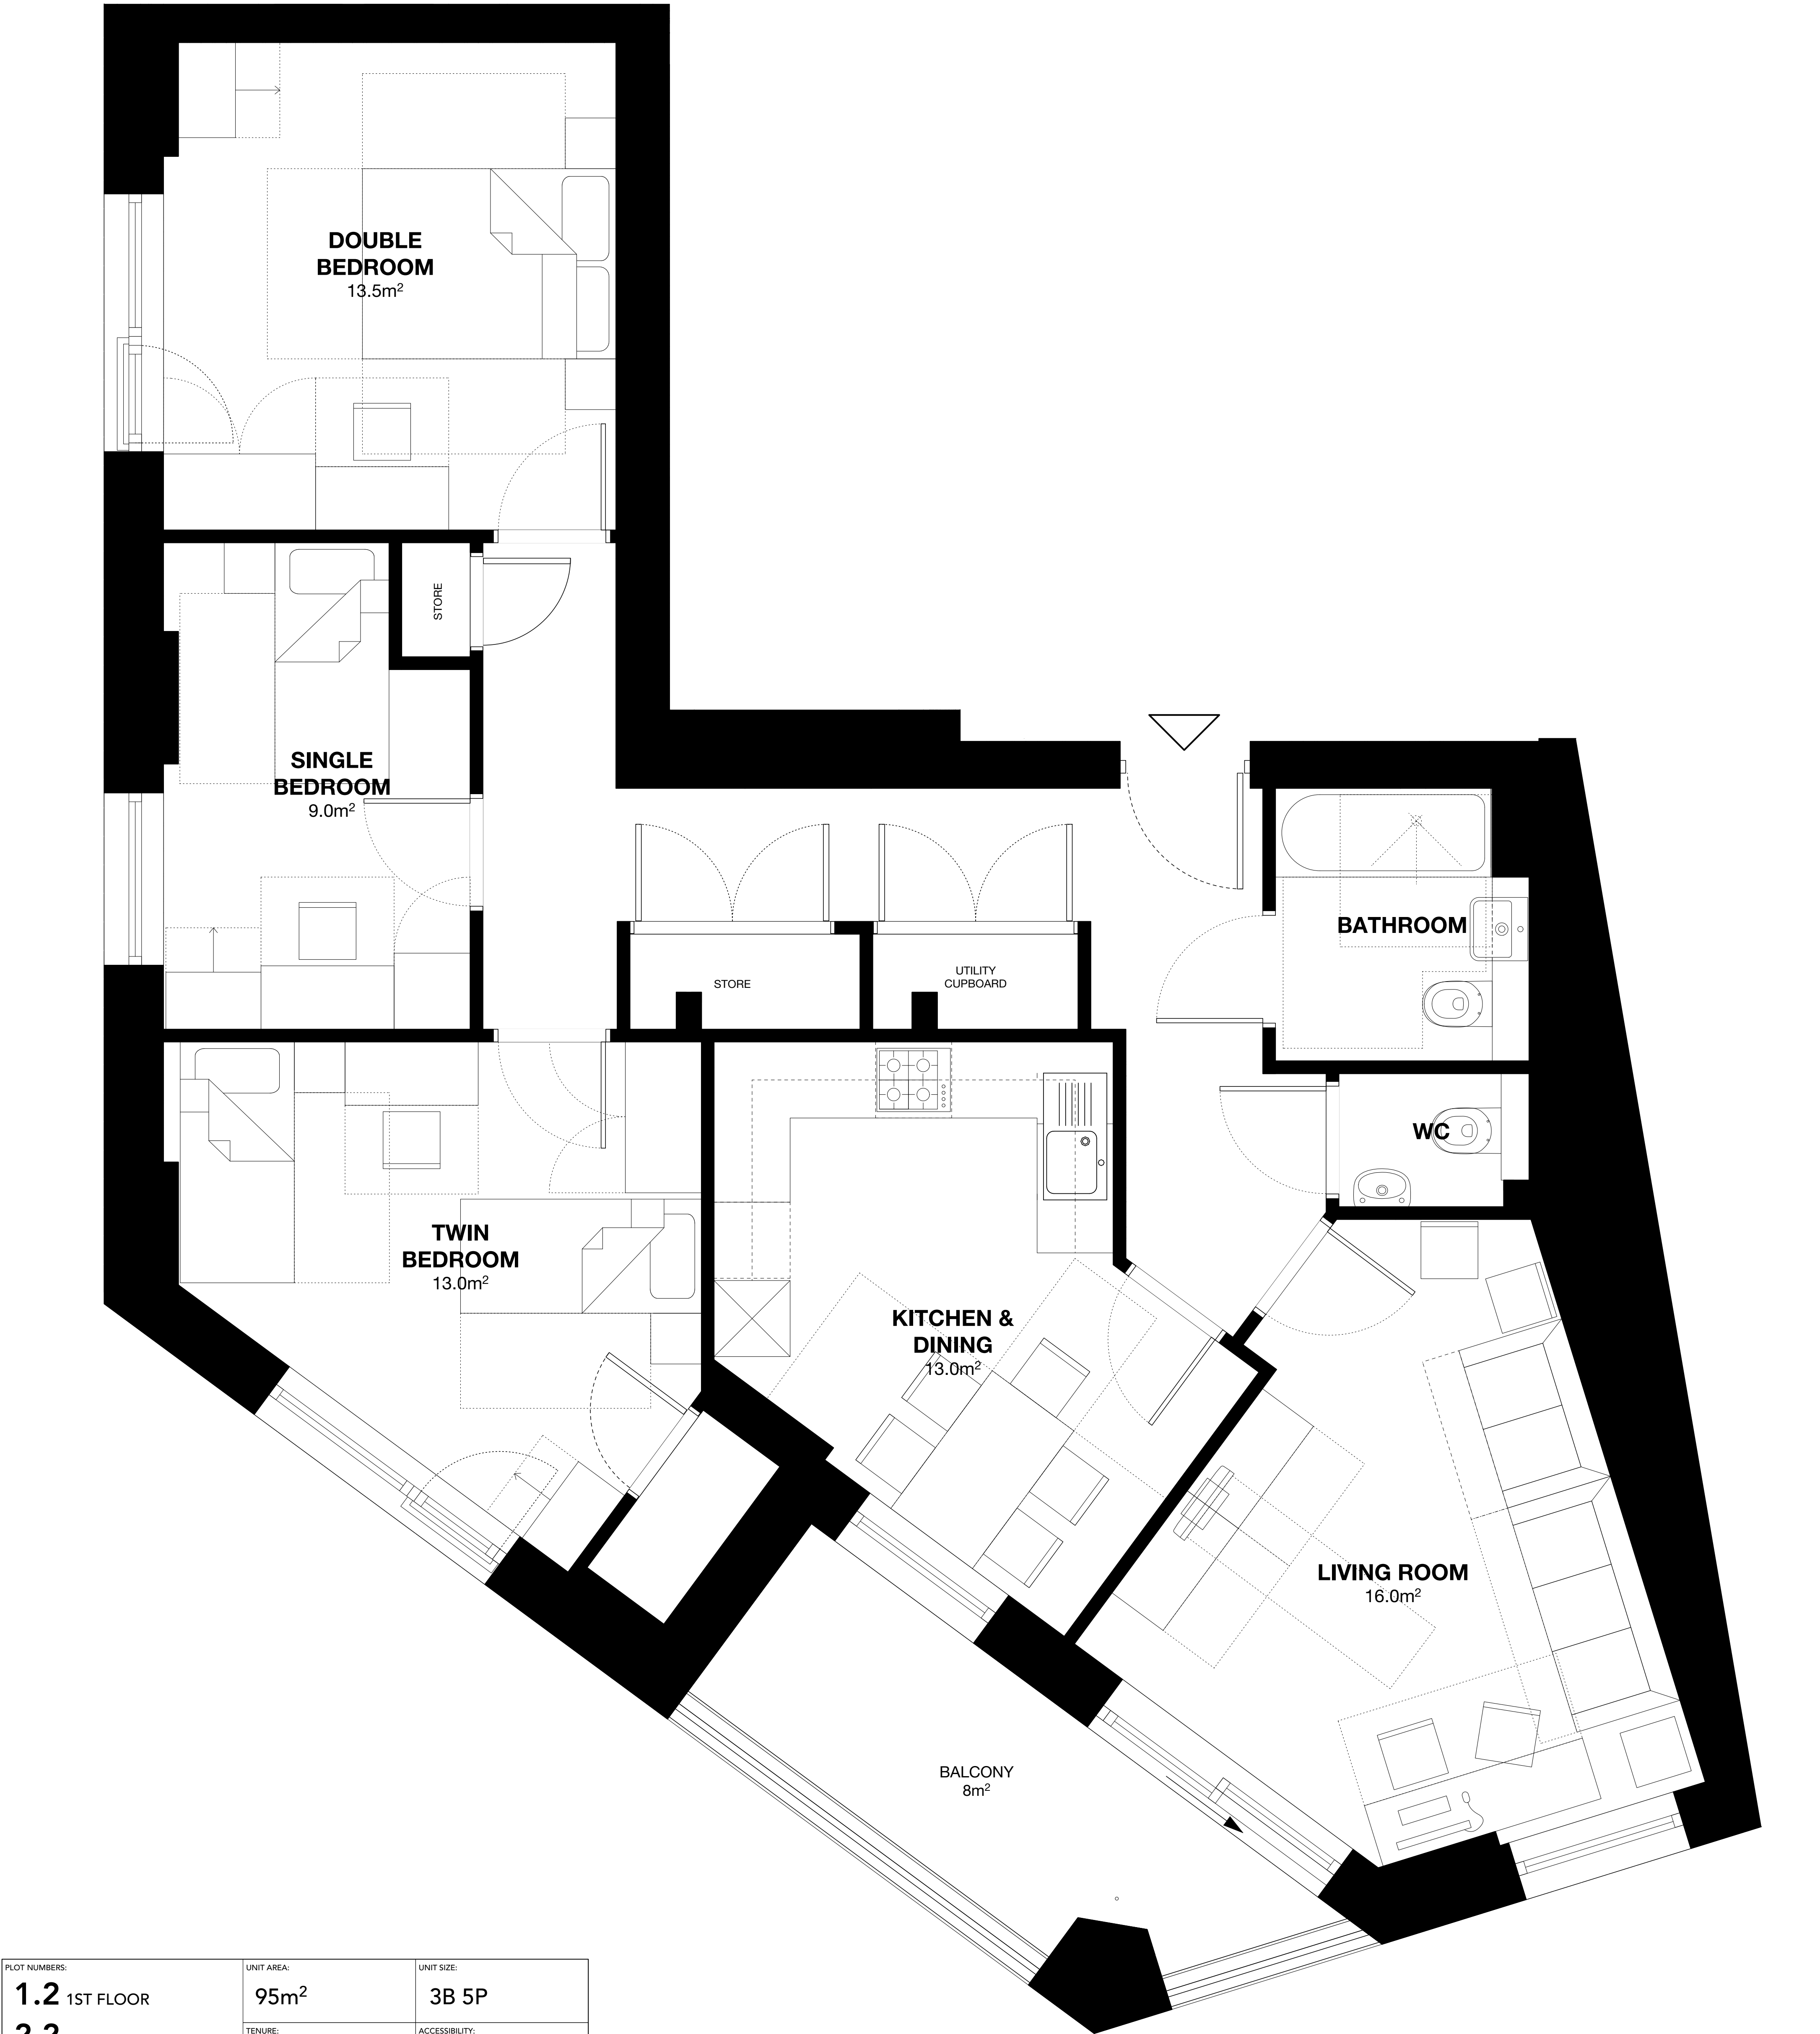 DOUBLE
BEDROOM
13.5m²
STORE
SINGLE
BEDROOM
9.0m²
BATHROOM
STORE
UTILITY
CUPBOARD
WC
TWIN
BEDROOM
13.0m²
KITCHEN &
DINING
13.0m²
LIVING ROOM
16.0m²
BALCONY
8m²
PLOT NUMBERS:
1.2 1ST FLOOR
UNIT AREA:
95m²
UNIT SIZE:
3B 5P
TENURE:
ACCESSIBILITY: